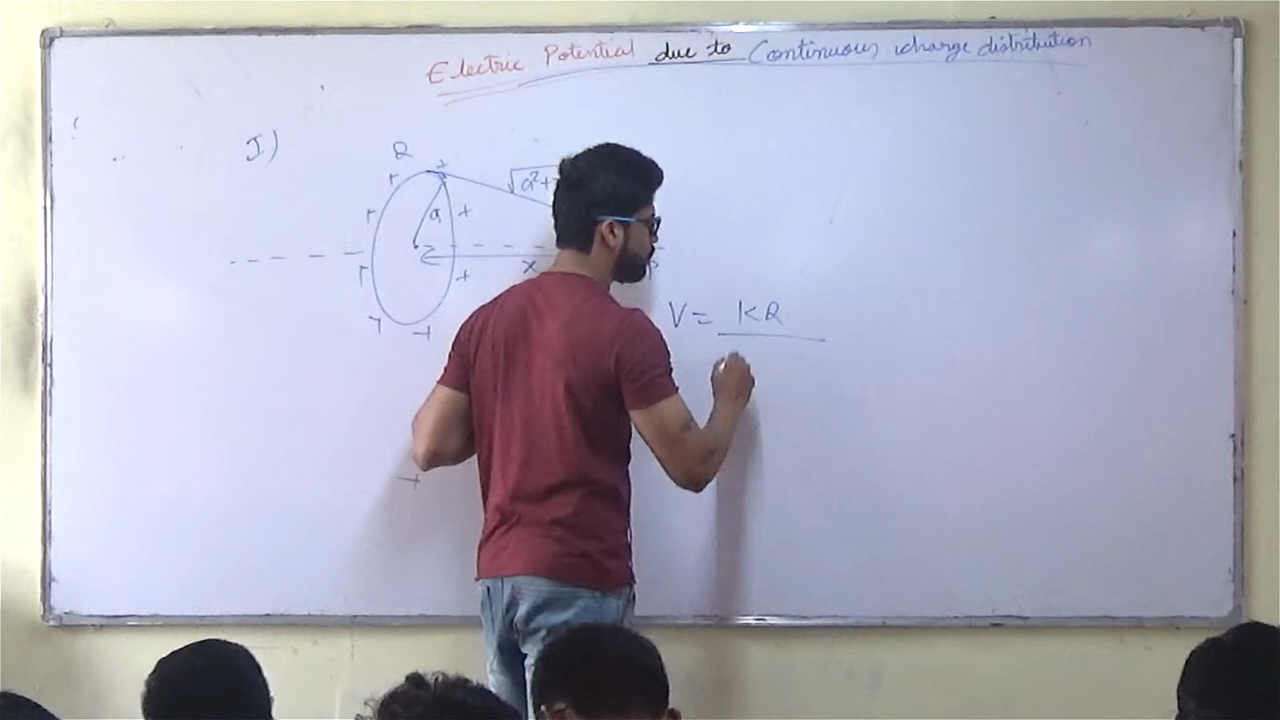 Electric Potential due to Continuous charge distribution
I)
Q
√a²+
a
x
P
V = KQ